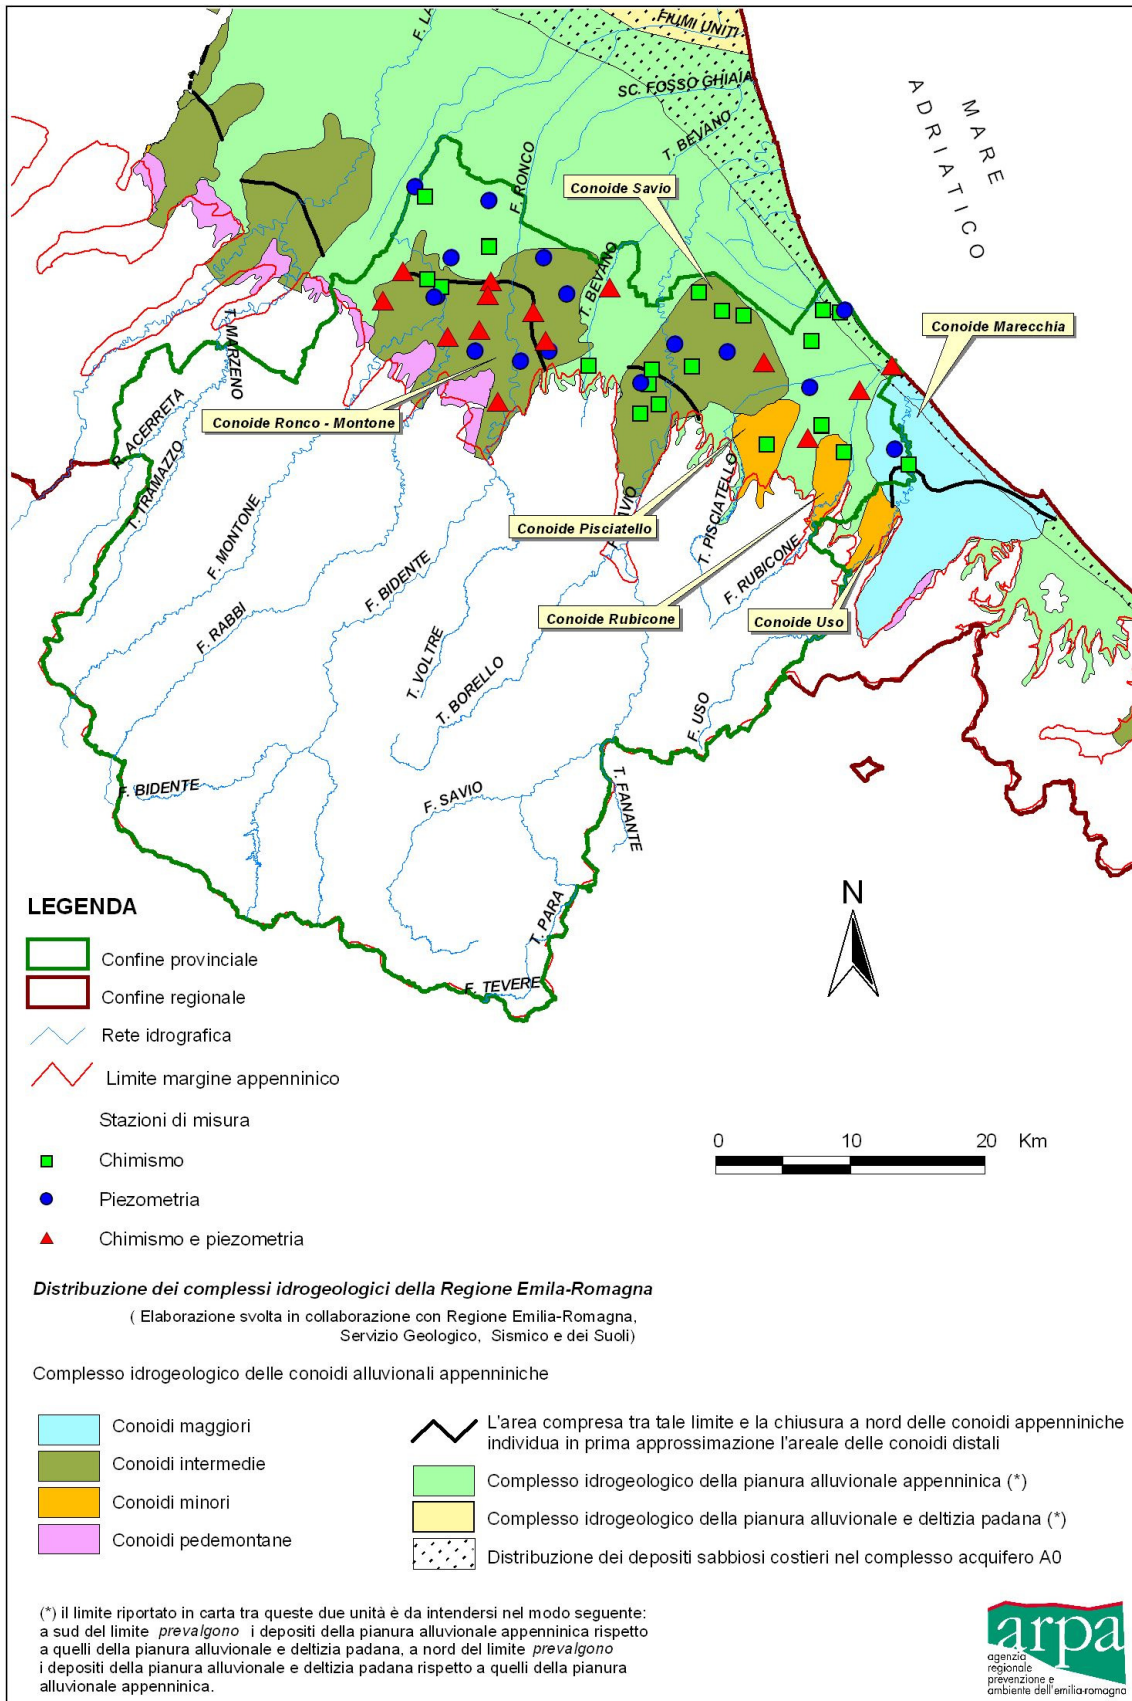 F. LA
FIUMI UNITI
SC. FOSSO GHIAIA
T. BEVANO
MARE
ADRIATICO
F. RONCO
Conoide Savio
T. BEVANO
Conoide Marecchia
T. MARZENO
R. ACERRETA
T. TRAMAZZO
Conoide Ronco - Montone
F. MONTONE
F. BIDENTE
F. RABBI
Conoide Pisciatello
T. PISCIATELLO
F. RUBICONE
Conoide Rubicone
Conoide Uso
T. VOLTRE
T. BORELLO
F. USO
F. BIDENTE
F. SAVIO
T. FANANTE
T. PARA
F. TEVERE
N
LEGENDA
Confine provinciale
Confine regionale
Rete idrografica
Limite margine appenninico
Stazioni di misura
Chimismo
Piezometria
Chimismo e piezometria
0 10 20 Km
Distribuzione dei complessi idrogeologici della Regione Emila-Romagna
( Elaborazione svolta in collaborazione con Regione Emilia-Romagna,
Servizio Geologico, Sismico e dei Suoli)
Complesso idrogeologico delle conoidi alluvionali appenniniche
Conoidi maggiori
Conoidi intermedie
Conoidi minori
Conoidi pedemontane
L'area compresa tra tale limite e la chiusura a nord delle conoidi appenniniche
individua in prima approssimazione l'areale delle conoidi distali
Complesso idrogeologico della pianura alluvionale appenninica (*)
Complesso idrogeologico della pianura alluvionale e deltizia padana (*)
Distribuzione dei depositi sabbiosi costieri nel complesso acquifero A0
(*) il limite riportato in carta tra queste due unità è da intendersi nel modo seguente:
a sud del limite prevalgono i depositi della pianura alluvionale appenninica rispetto
a quelli della pianura alluvionale e deltizia padana, a nord del limite prevalgono
i depositi della pianura alluvionale e deltizia padana rispetto a quelli della pianura
alluvionale appenninica.
arpa
agenzia
regionale
prevenzione e
ambiente dell'emilia-romagna